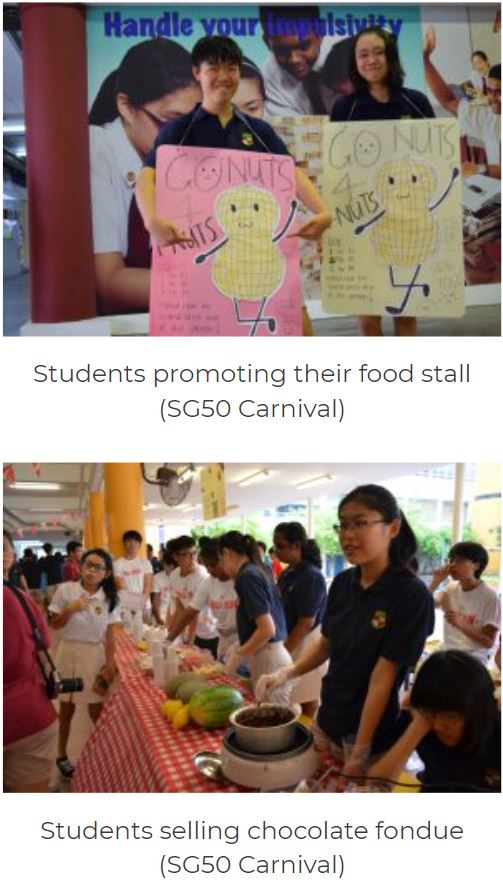 Handle your impulsivity
GO NUTS
4
NUTS
GO NUTS
4
NUTS
Students promoting their food stall
(SG50 Carnival)
Students selling chocolate fondue
(SG50 Carnival)